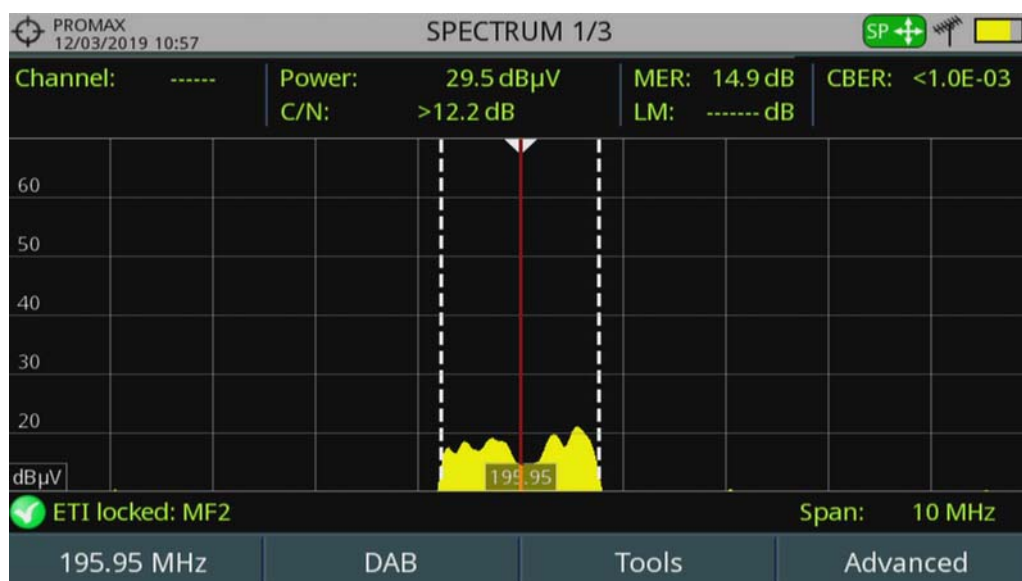 PROMAX
12/03/2019 10:57
SPECTRUM 1/3
SP
Channel: ------
Power: 29.5 dBµV
MER: 14.9 dB
CBER: <1.0E-03
C/N: >12.2 dB
LM: ------- dB
60
50
40
30
20
dBµV
195.95
ETI locked: MF2
Span: 10 MHz
195.95 MHz
DAB
Tools
Advanced